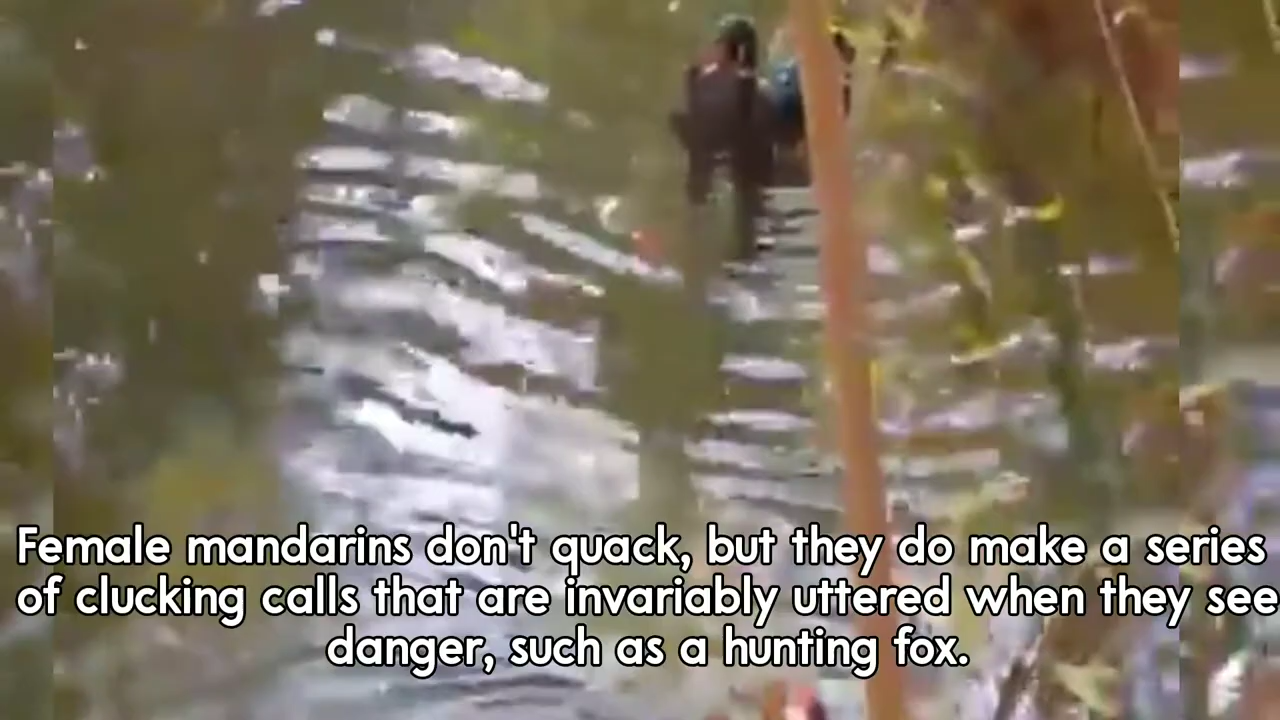 Female mandarins don't quack, but they do make a series
of clucking calls that are invariably uttered when they see
danger, such as a hunting fox.